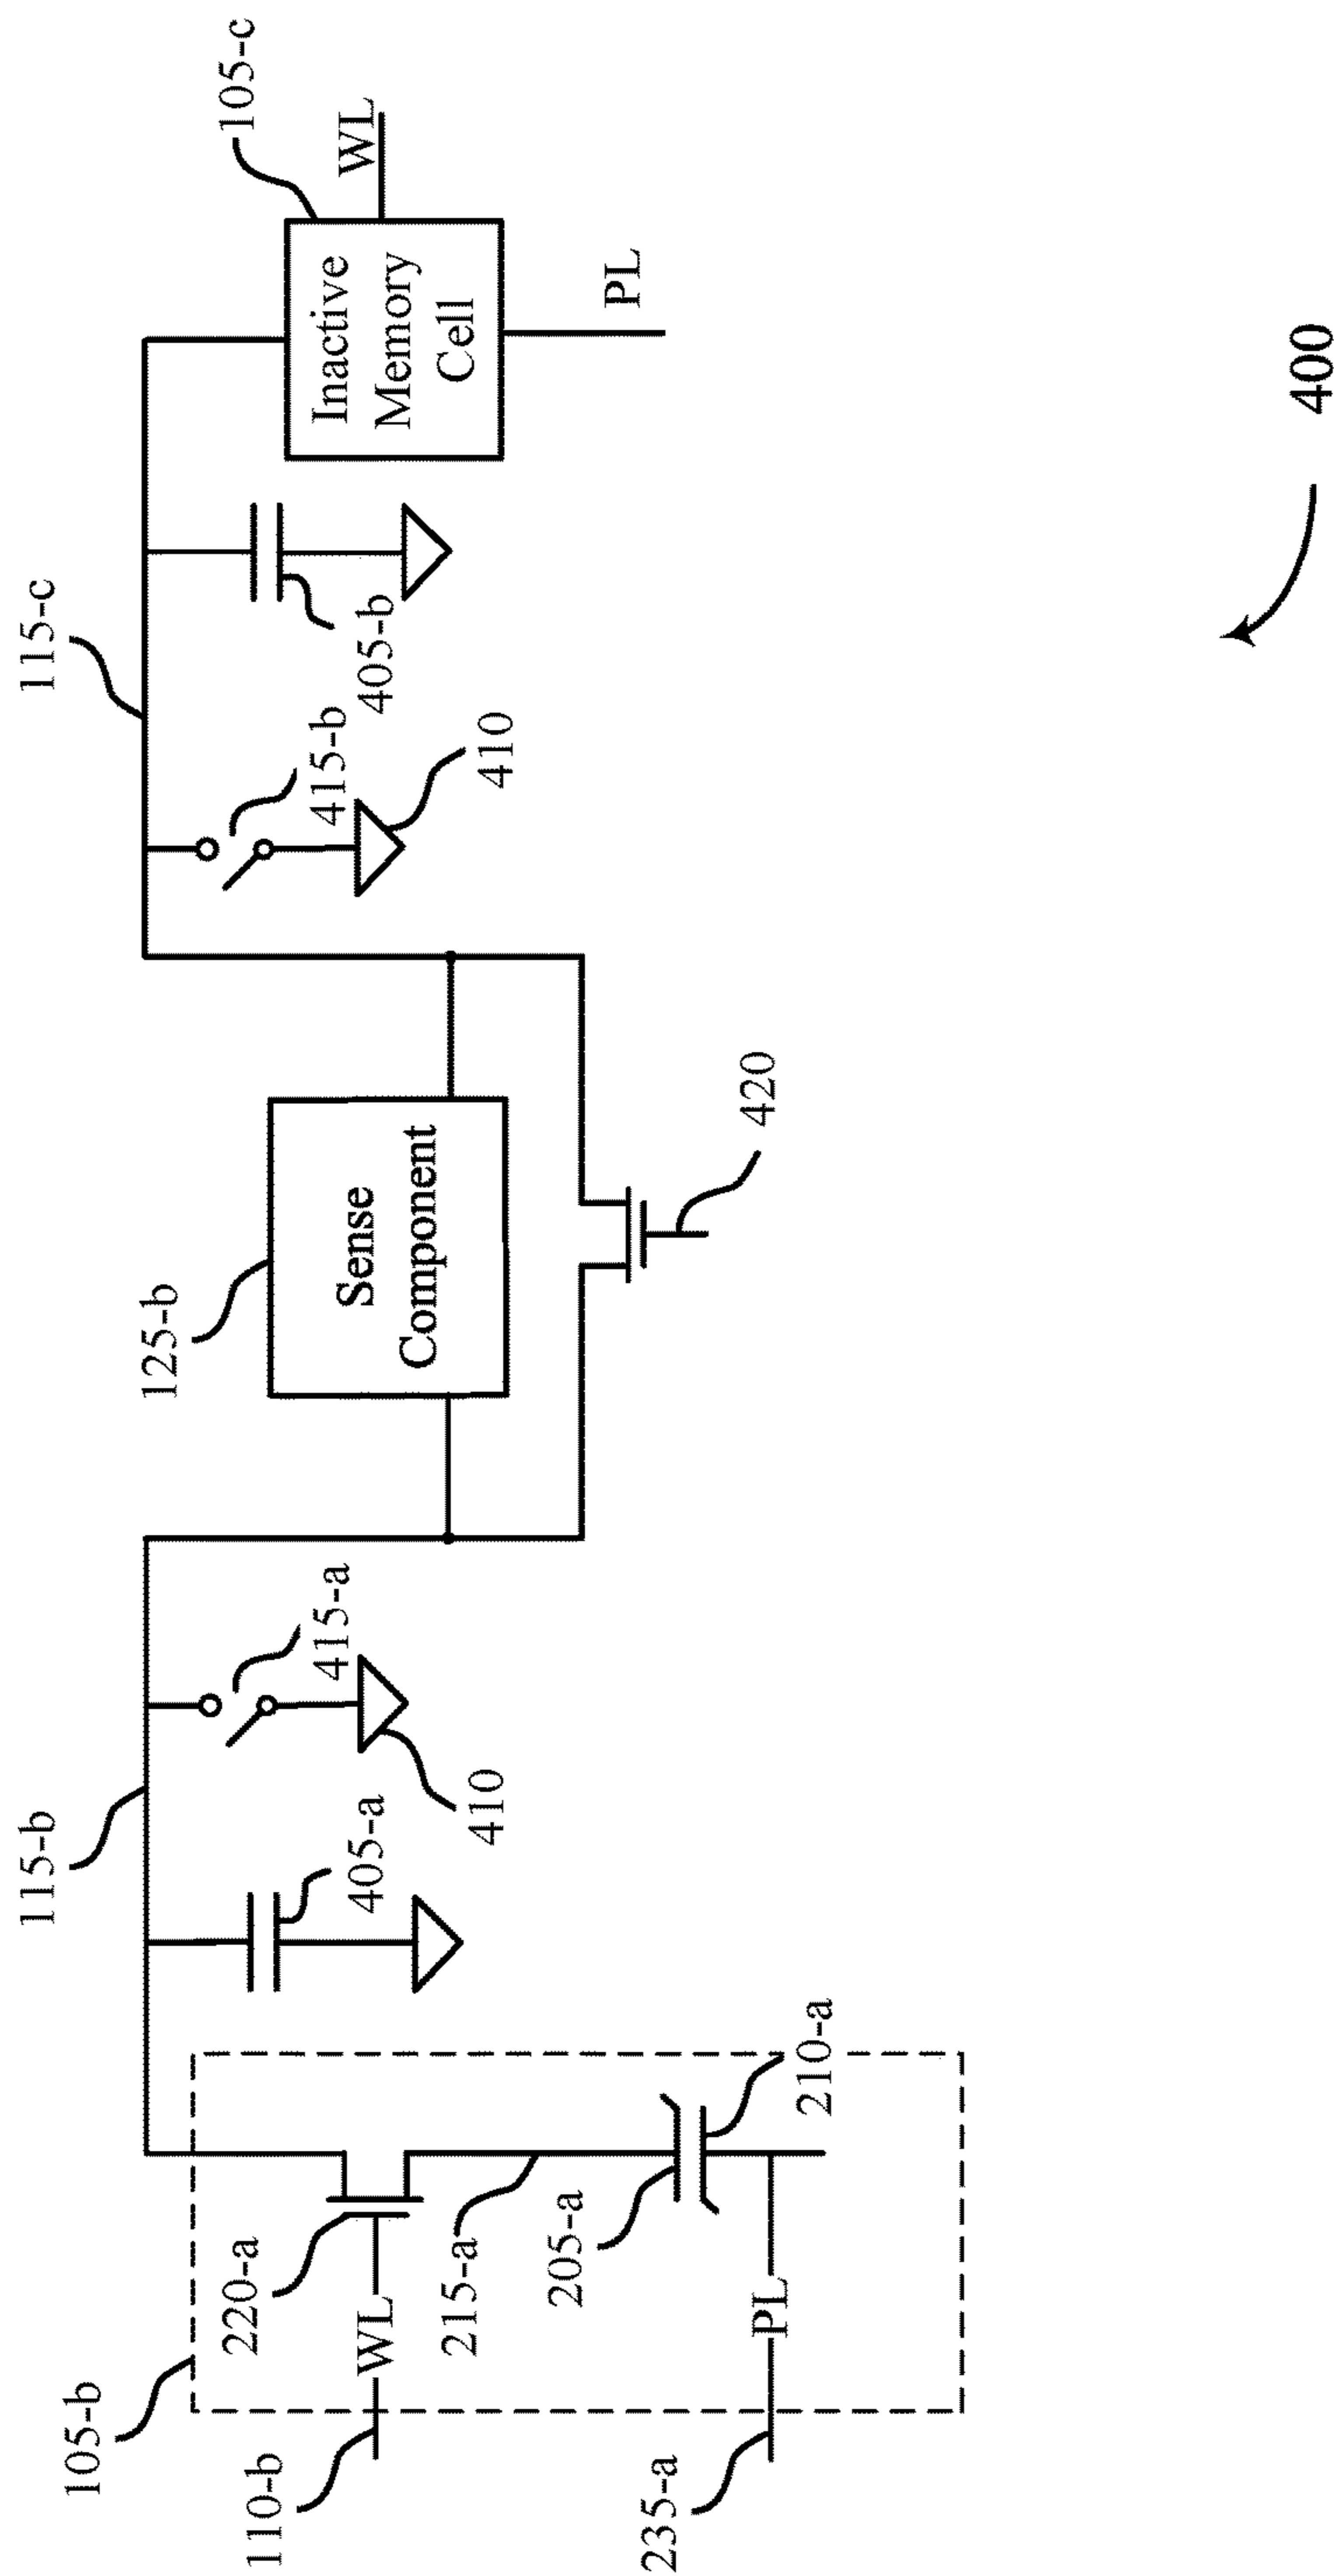 115-b
115-c
105-c
WL
Inactive
Memory
Cell
PL
405-b
415-b
410
125-b
Sense
Component
420
415-a
410
405-a
105-b
220-a
WL
110-b
215-a
205-a
210-a
PL
235-a
400